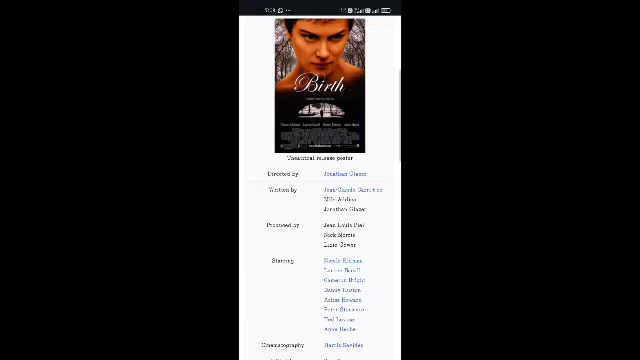 Birth
Theatrical release poster
Directed by
Jonathan Glazer
Written by
Jean-Claude Carrière
Milo Addica
Jonathan Glazer
Produced by
Jean Louis Piel
Nick Morris
Lizie Gower
Starring
Nicole Kidman
Lauren Bacall
Cameron Bright
Danny Huston
Arliss Howard
Peter Stormare
Ted Levine
Anne Heche
Cinematography
Harris Savides